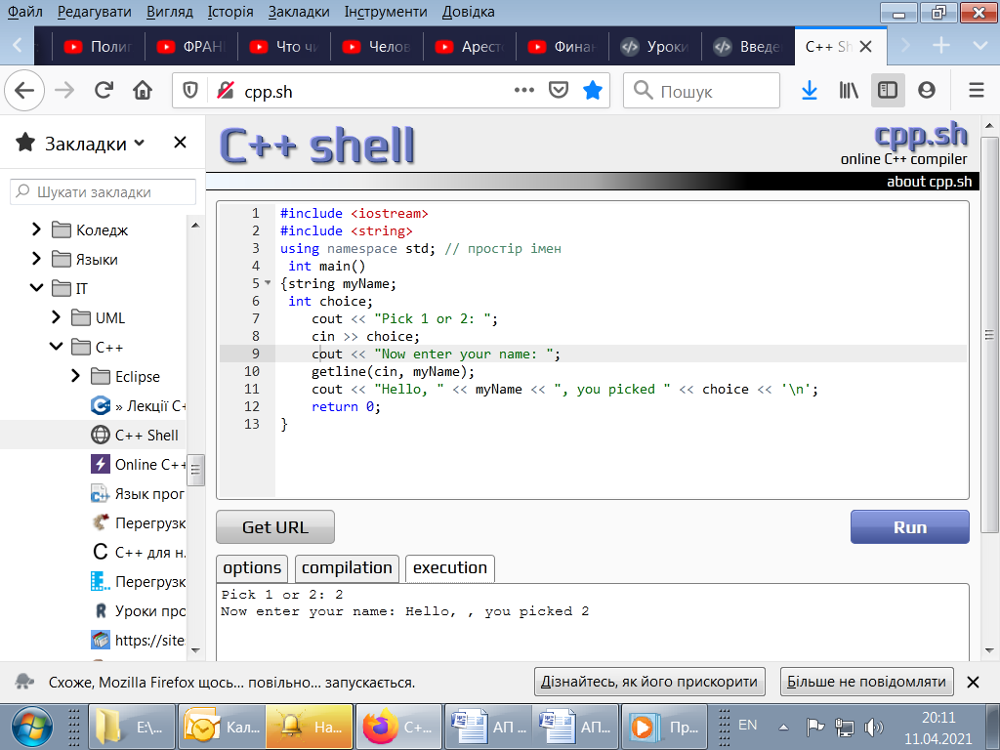 Файл Редагувати Вигляд Історія Закладки Інструменти Довідка
Полиг ФРАН Что чи Челов Арест Финан Уроки Введе C++ Sh
cpp.sh Пошук
Закладки
Шукати закладки
Коледж
Языки
IT
UML
C++
Eclipse
» Лекції C+
C++ Shell
Online C++
Язык прог
Перегрузк
C++ для н.
Перегрузк
Уроки про
https://site
C++ shell
cpp.sh
online C++ compiler
about cpp.sh
1 #include <iostream>
2 #include <string>
3 using namespace std; // простір імен
4 int main()
5 {string myName;
6 int choice;
7 cout << "Pick 1 or 2: ";
8 cin >> choice;
9 cout << "Now enter your name: ";
10 getline(cin, myName);
11 cout << "Hello, " << myName << ", you picked " << choice << '\n';
12 return 0;
13 }
Get URL Run
options compilation execution
Pick 1 or 2: 2
Now enter your name: Hello, , you picked 2
Схоже, Mozilla Firefox щось... повільно... запускається. Дізнайтесь, як його прискорити Більше не повідомляти
E:\... Кал... На... C+... АП ... АП... Пр... EN 20:11
11.04.2021